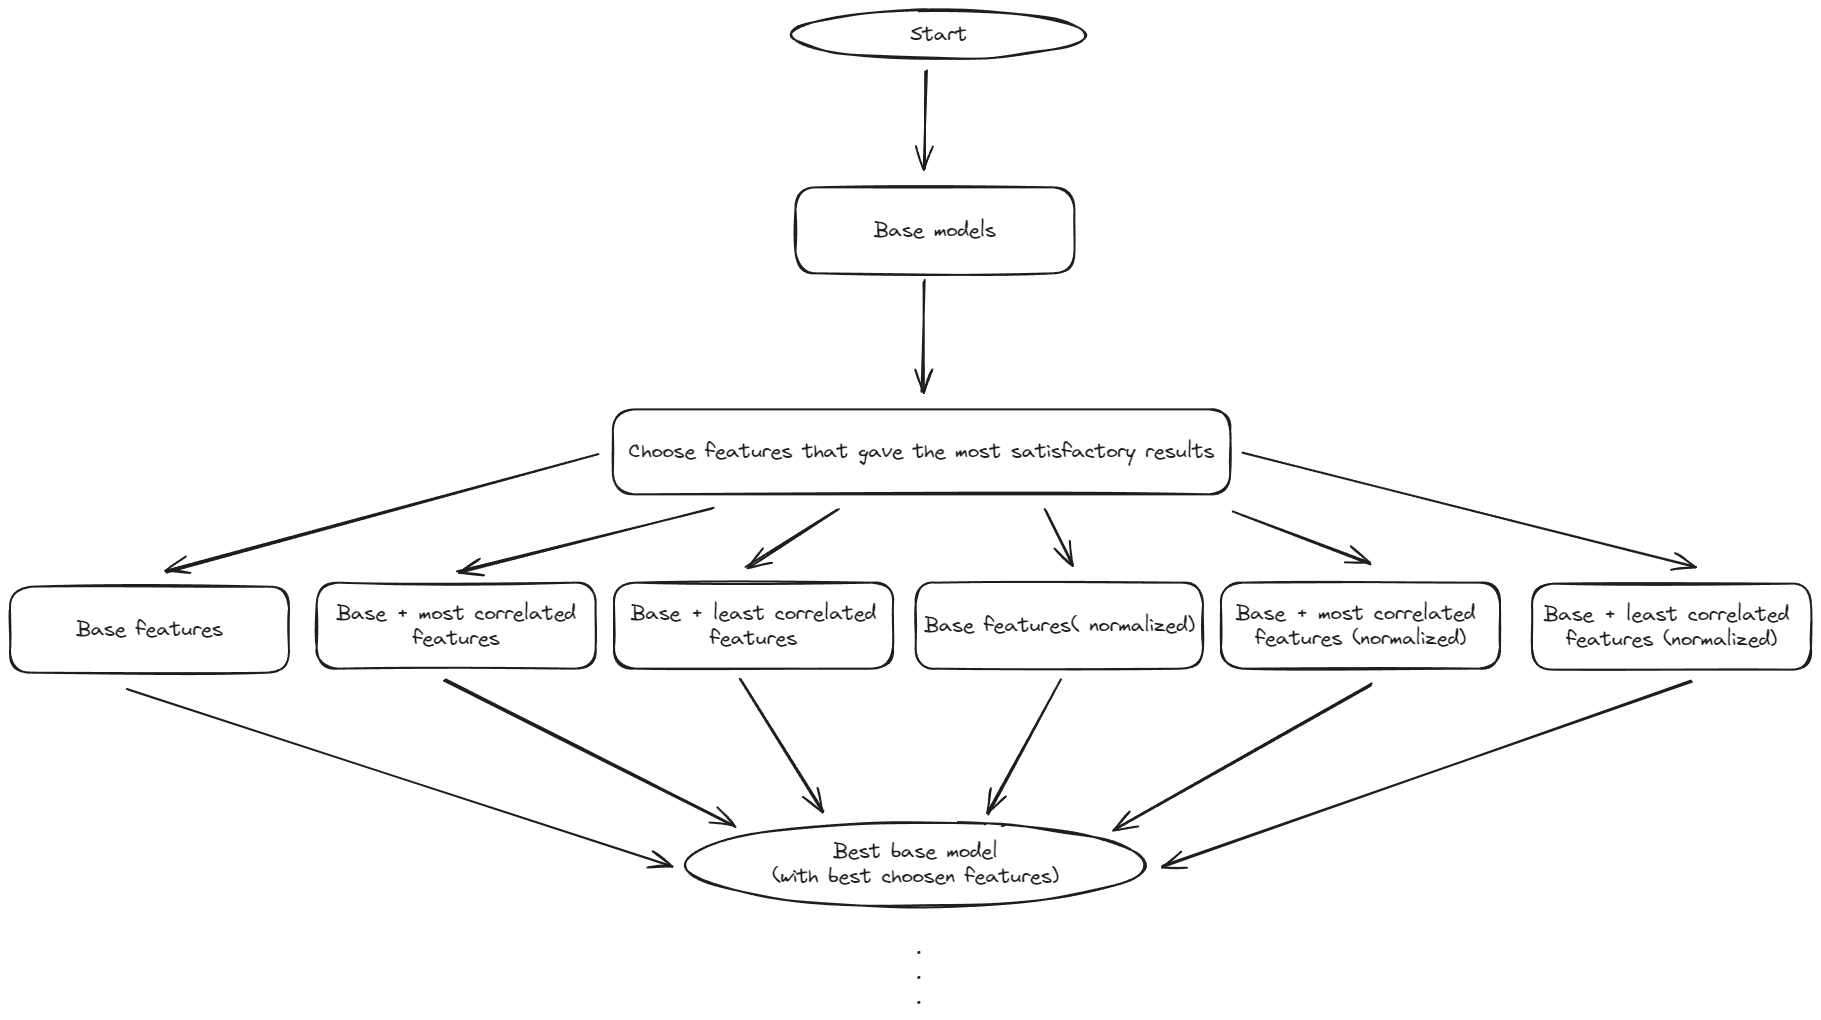 Start
Base models
Choose features that gave the most satisfactory results
Base features
Base + most correlated
features
Base + least correlated
features
Base features( normalized)
Base + most correlated
features (normalized)
Base + least correlated
features (normalized)
Best base model
(with best choosen features)
.
.
.